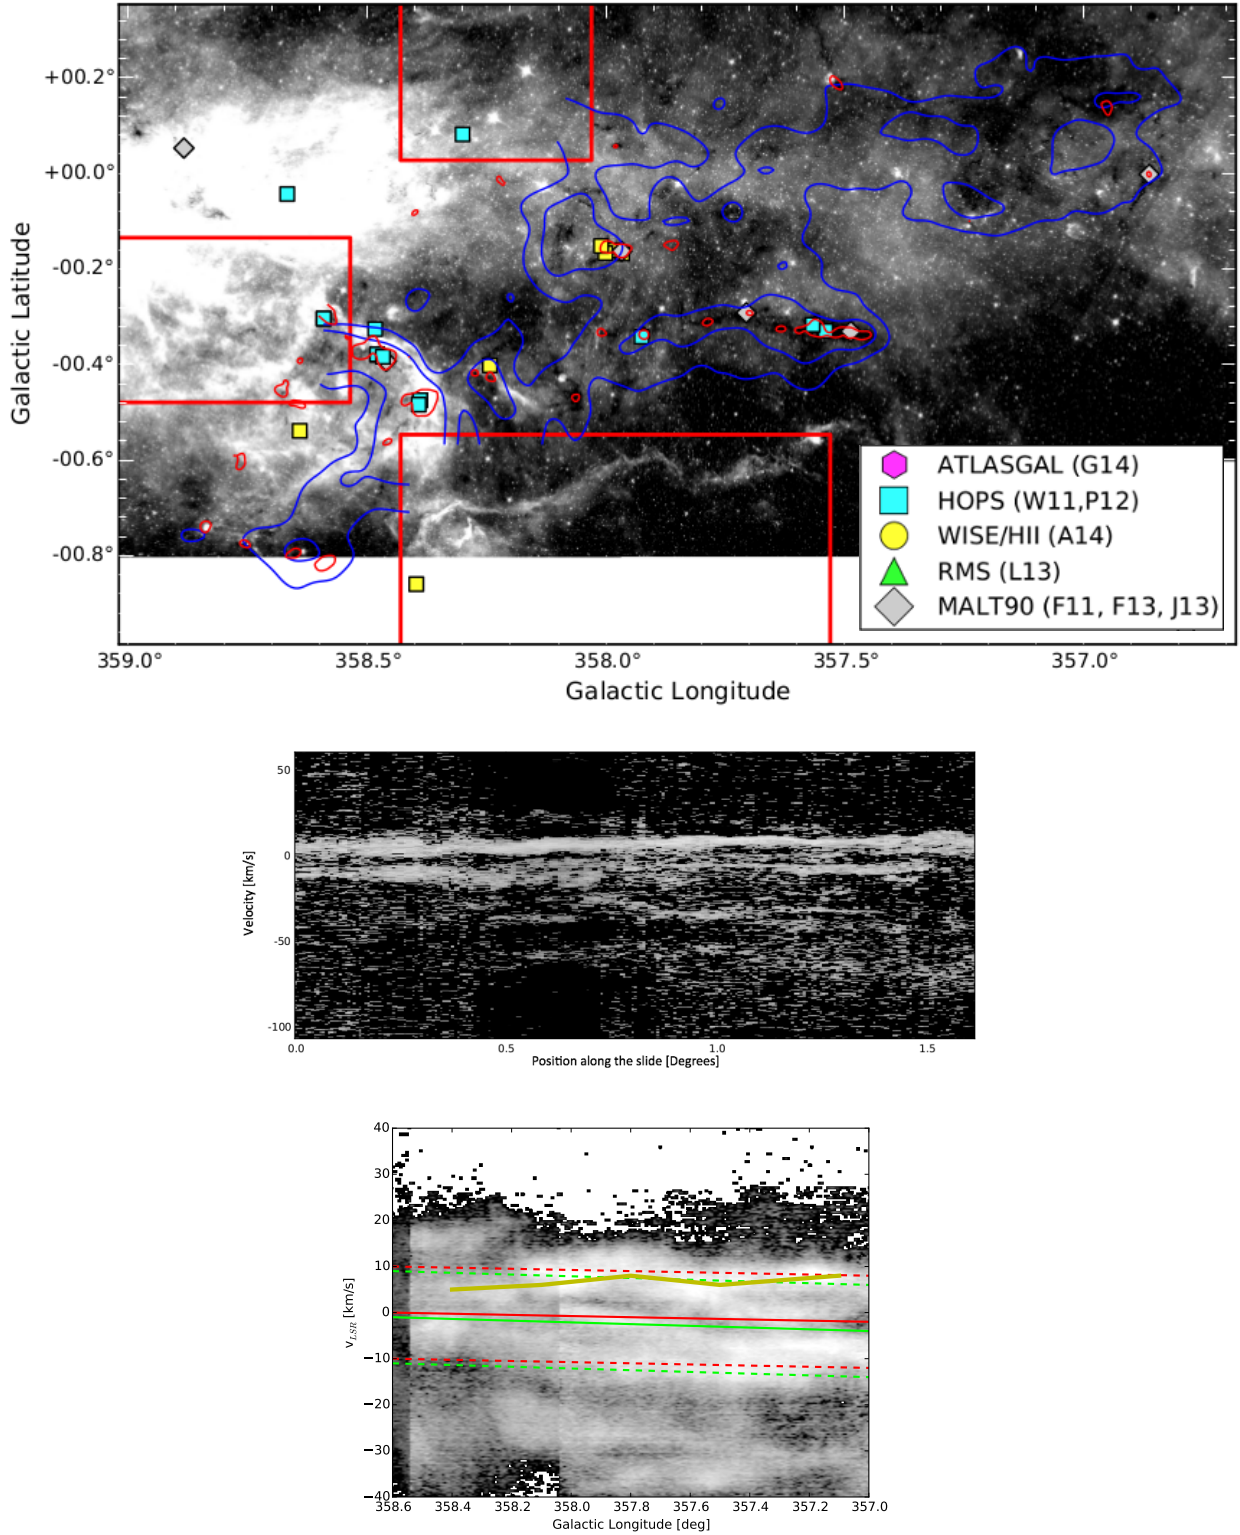 +00.2°
+00.0°
-00.2°
-00.4°
-00.6°
-00.8°
Galactic Latitude
ATLASGAL (G14)
HOPS (W11,P12)
WISE/HII (A14)
RMS (L13)
MALT90 (F11, F13, J13)
359.0° 358.5° 358.0° 357.5° 357.0°
Galactic Longitude
50
0
-50
-100
Velocity [km/s]
0.0 0.5 1.0 1.5
Position along the slide [Degrees]
40
30
20
10
0
−10
−20
−30
−40
v_LSR [km/s]
358.6 358.4 358.2 358.0 357.8 357.6 357.4 357.2 357.0
Galactic Longitude [deg]